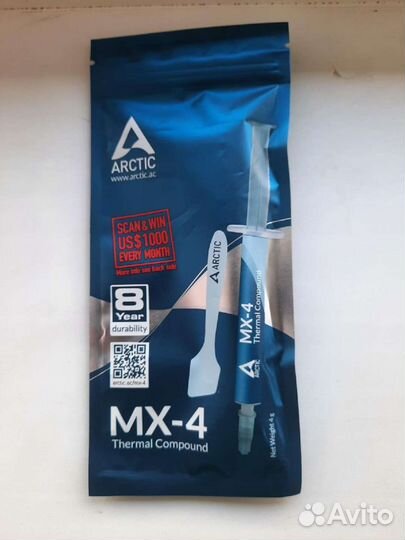 ARCTIC
www.arctic.ac
SCAN & WIN
US$1000
EVERY MONTH
More info see back side
8
Year
durability
arctic.ac/mx-4
MX-4
Thermal Compound
ARCTIC
MX-4
Thermal Compound
ARCTIC
Net Weight 4 g
Avito